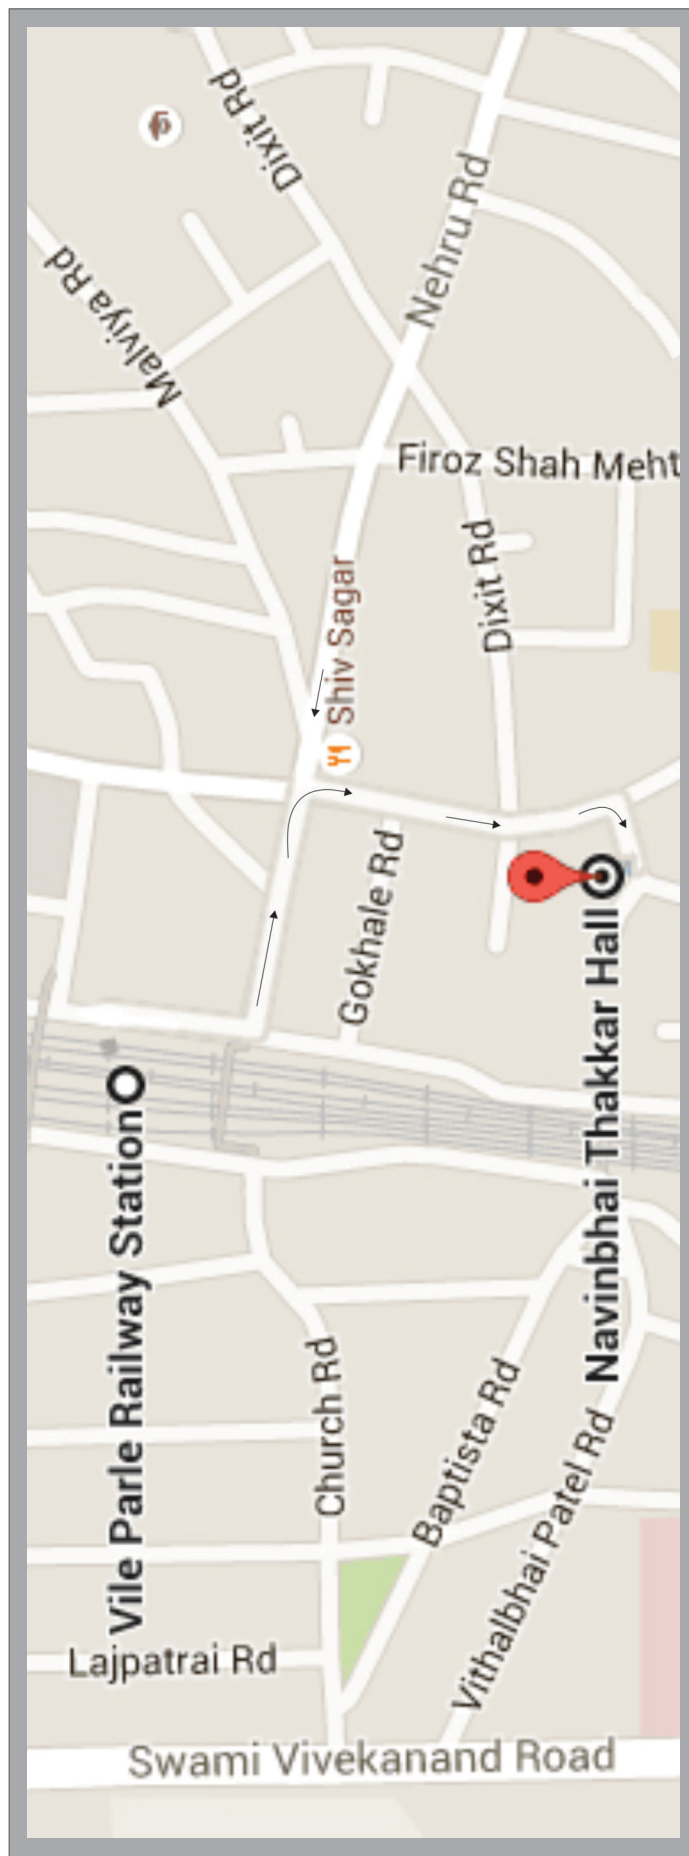 Dixit Rd
Nehru Rd
Malviya Rd
Firoz Shah Meht
Dixit Rd
Shiv Sagar
Gokhale Rd
Navinbhai Thakkar Hall
Vile Parle Railway Station
Church Rd
Baptista Rd
Vithalbhai Patel Rd
Lajpatrai Rd
Swami Vivekanand Road